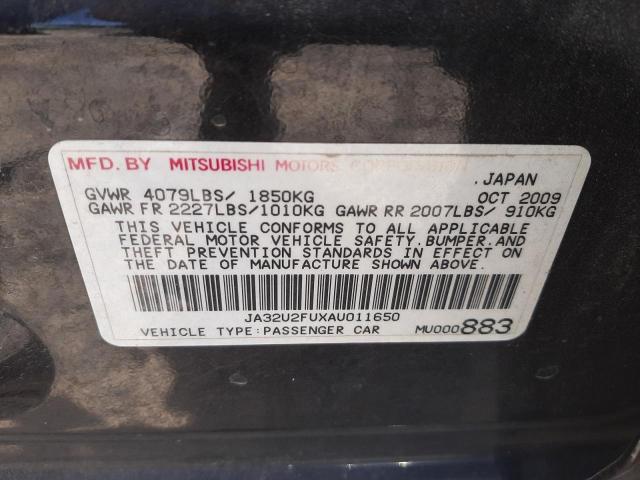 MFD. BY MITSUBISHI MOTORS CORPORATION
. JAPAN
GVWR 4079LBS/ 1850KG OCT 2009
GAWR FR 2227LBS/1010KG GAWR RR 2007LBS/ 910KG
THIS VEHICLE CONFORMS TO ALL APPLICABLE
FEDERAL MOTOR VEHICLE SAFETY.BUMPER.AND
THEFT PREVENTION STANDARDS IN EFFECT ON
THE DATE OF MANUFACTURE SHOWN ABOVE.
JA32U2FUXAU011650
VEHICLE TYPE:PASSENGER CAR MU000883